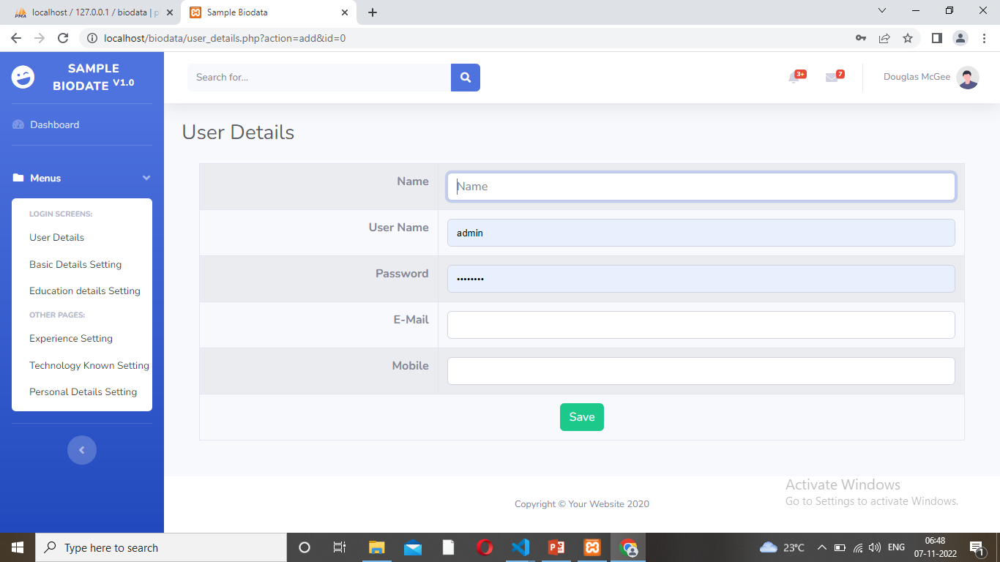 localhost / 127.0.0.1 / biodata | p
Sample Biodata
localhost/biodata/user_details.php?action=add&id=0
SAMPLE
BIODATE V1.0
Search for...
3+
7
Douglas McGee
Dashboard
Menus
LOGIN SCREENS:
User Details
Basic Details Setting
Education details Setting
OTHER PAGES:
Experience Setting
Technology Known Setting
Personal Details Setting
User Details
Name
Name
User Name
admin
Password
••••••••
E-Mail
Mobile
Save
Copyright © Your Website 2020
Activate Windows
Go to Settings to activate Windows.
Type here to search
23°C
ENG
06:48
07-11-2022
1